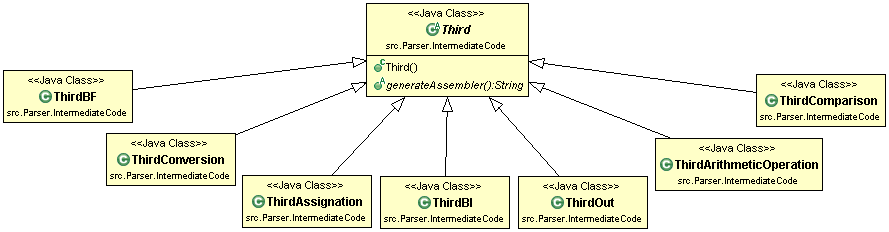 <<Java Class>>
Third
src.Parser.IntermediateCode
Third()
generateAssembler():String
<<Java Class>>
ThirdBF
src.Parser.IntermediateCode
<<Java Class>>
ThirdComparison
src.Parser.IntermediateCode
<<Java Class>>
ThirdConversion
src.Parser.IntermediateCode
<<Java Class>>
ThirdArithmeticOperation
src.Parser.IntermediateCode
<<Java Class>>
ThirdAssignation
src.Parser.IntermediateCode
<<Java Class>>
ThirdBI
src.Parser.IntermediateCode
<<Java Class>>
ThirdOut
src.Parser.IntermediateCode